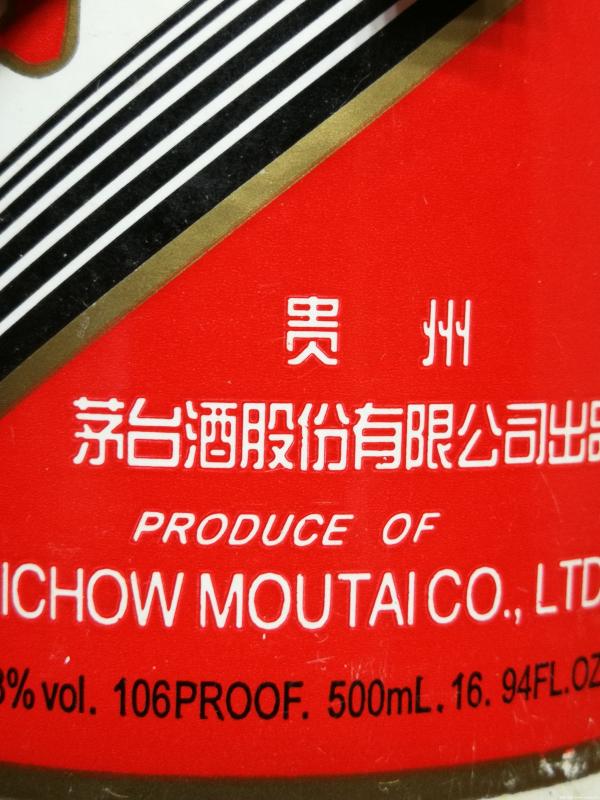 贵 州
茅台酒股份有限公司出品
PRODUCE OF
ICHOW MOUTAI CO., LTD
3% vol. 106PROOF. 500mL. 16. 94FL.OZ